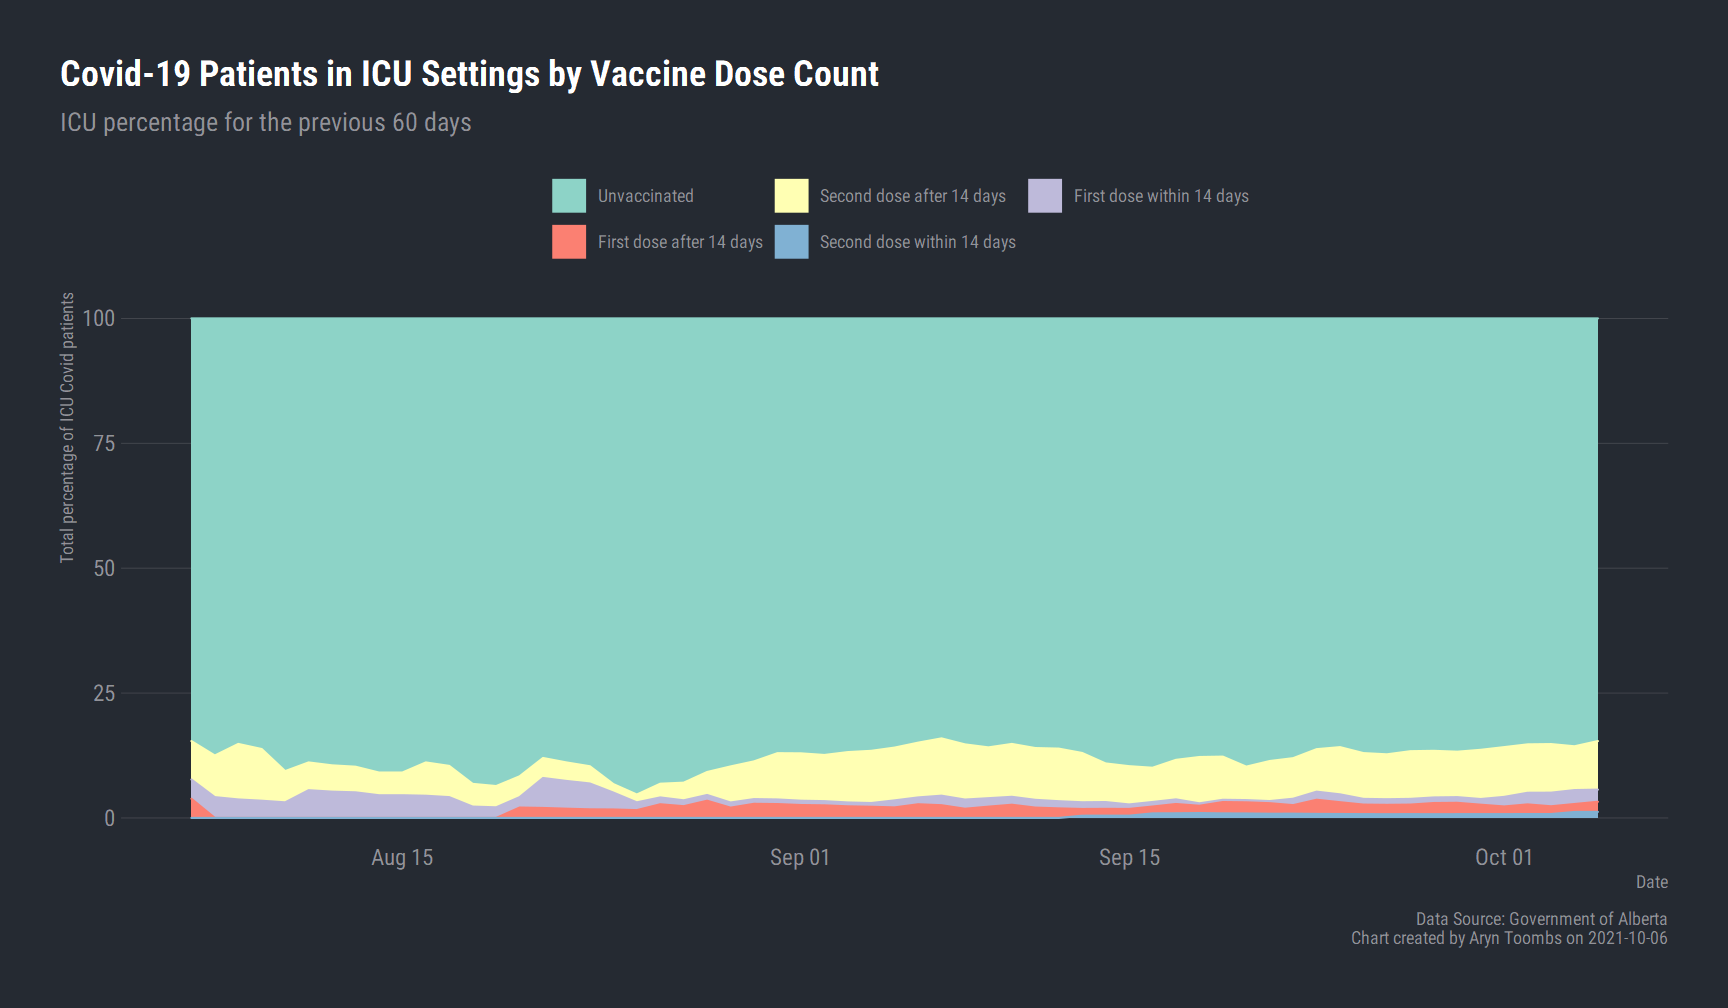 Covid-19 Patients in ICU Settings by Vaccine Dose Count
ICU percentage for the previous 60 days
Unvaccinated
Second dose after 14 days
First dose within 14 days
First dose after 14 days
Second dose within 14 days
Total percentage of ICU Covid patients
100
75
50
25
0
Aug 15
Sep 01
Sep 15
Oct 01
Date
Data Source: Government of Alberta
Chart created by Aryn Toombs on 2021-10-06